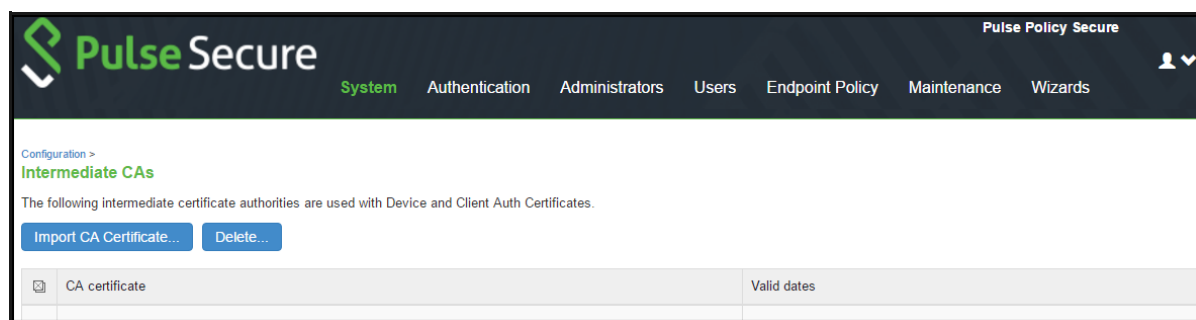 Pulse Policy Secure
Pulse Secure
System Authentication Administrators Users Endpoint Policy Maintenance Wizards
Configuration >
Intermediate CAs
The following intermediate certificate authorities are used with Device and Client Auth Certificates.
Import CA Certificate... Delete...
CA certificate Valid dates